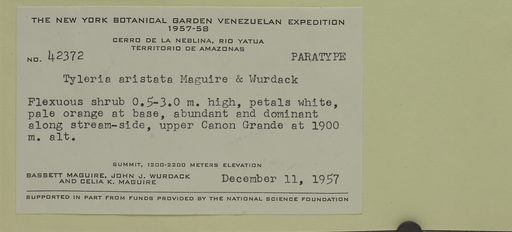 THE NEW YORK BOTANICAL GARDEN VENEZUELAN EXPEDITION
1957-58
CERRO DE LA NEBLINA, RIO YATUA
TERRITORIO DE AMAZONAS
NO. 42372 PARATYPE
Tyleria aristata Maguire & Wurdack
Flexuous shrub 0.5-3.0 m. high, petals white,
pale orange at base, abundant and dominant
along stream-side, upper Canon Grande at 1900
m. alt.
SUMMIT, 1200-2200 METERS ELEVATION
BASSETT MAGUIRE, JOHN J. WURDACK
AND CELIA K. MAGUIRE December 11, 1957
SUPPORTED IN PART FROM FUNDS PROVIDED BY THE NATIONAL SCIENCE FOUNDATION